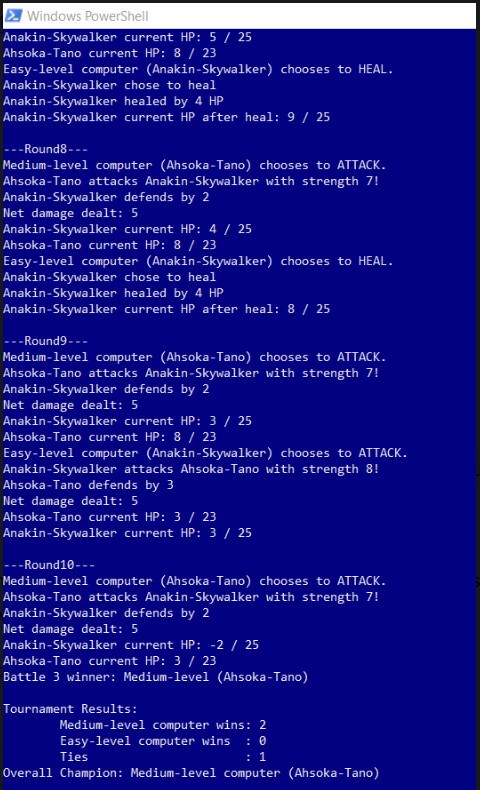 Windows PowerShell
Anakin-Skywalker current HP: 5 / 25
Ahsoka-Tano current HP: 8 / 23
Easy-level computer (Anakin-Skywalker) chooses to HEAL.
Anakin-Skywalker chose to heal
Anakin-Skywalker healed by 4 HP
Anakin-Skywalker current HP after heal: 9 / 25

---Round8---
Medium-level computer (Ahsoka-Tano) chooses to ATTACK.
Ahsoka-Tano attacks Anakin-Skywalker with strength 7!
Anakin-Skywalker defends by 2
Net damage dealt: 5
Anakin-Skywalker current HP: 4 / 25
Ahsoka-Tano current HP: 8 / 23
Easy-level computer (Anakin-Skywalker) chooses to HEAL.
Anakin-Skywalker chose to heal
Anakin-Skywalker healed by 4 HP
Anakin-Skywalker current HP after heal: 8 / 25

---Round9---
Medium-level computer (Ahsoka-Tano) chooses to ATTACK.
Ahsoka-Tano attacks Anakin-Skywalker with strength 7!
Anakin-Skywalker defends by 2
Net damage dealt: 5
Anakin-Skywalker current HP: 3 / 25
Ahsoka-Tano current HP: 8 / 23
Easy-level computer (Anakin-Skywalker) chooses to ATTACK.
Anakin-Skywalker attacks Ahsoka-Tano with strength 8!
Ahsoka-Tano defends by 3
Net damage dealt: 5
Ahsoka-Tano current HP: 3 / 23
Anakin-Skywalker current HP: 3 / 25

---Round10---
Medium-level computer (Ahsoka-Tano) chooses to ATTACK.
Ahsoka-Tano attacks Anakin-Skywalker with strength 7!
Anakin-Skywalker defends by 2
Net damage dealt: 5
Anakin-Skywalker current HP: -2 / 25
Ahsoka-Tano current HP: 3 / 23
Battle 3 winner: Medium-level (Ahsoka-Tano)

Tournament Results:
        Medium-level computer wins: 2
        Easy-level computer wins  : 0
        Ties                      : 1
Overall Champion: Medium-level computer (Ahsoka-Tano)